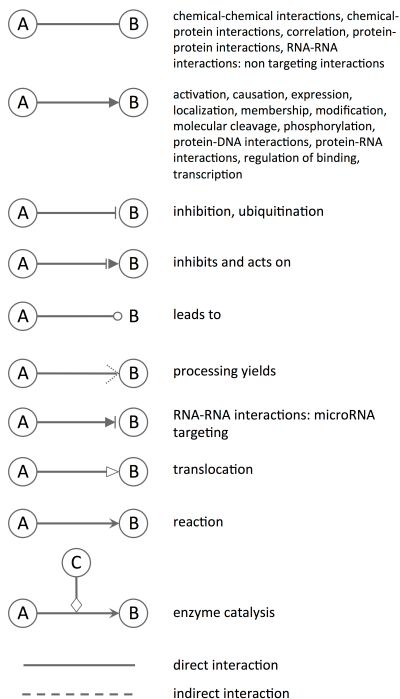 A B chemical-chemical interactions, chemical-
protein interactions, correlation, protein-
protein interactions, RNA-RNA
interactions: non targeting interactions
A B activation, causation, expression,
localization, membership, modification,
molecular cleavage, phosphorylation,
protein-DNA interactions, protein-RNA
interactions, regulation of binding,
transcription
A B inhibition, ubiquitination
A B inhibits and acts on
A B leads to
A B processing yields
A B RNA-RNA interactions: microRNA
targeting
A B translocation
A B reaction
C
A B enzyme catalysis
direct interaction
indirect interaction